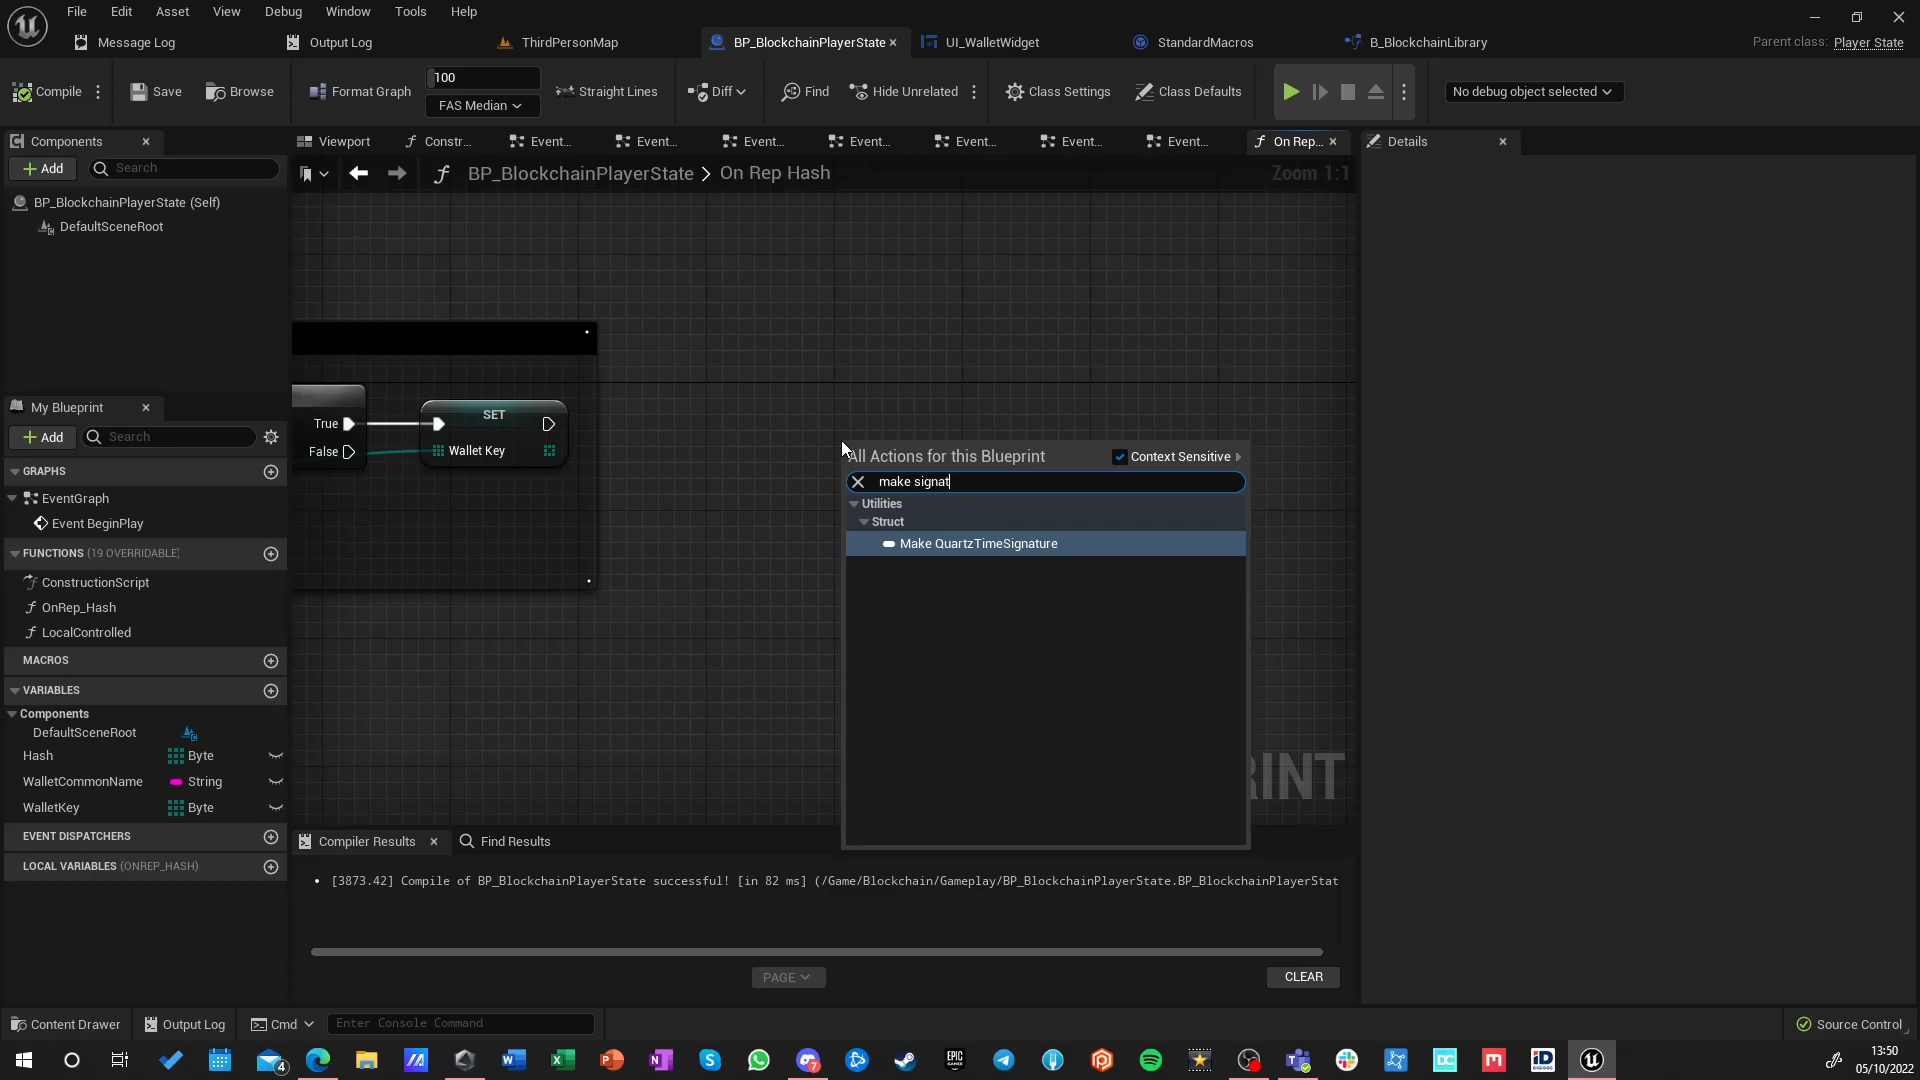 File Edit Asset View Debug Window Tools Help
Message Log Output Log ThirdPersonMap BP_BlockchainPlayerState UI_WalletWidget StandardMacros B_BlockchainLibrary Parent class: Player State
Compile Save Browse Format Graph 100 FAS Median Straight Lines Diff Find Hide Unrelated Class Settings Class Defaults No debug object selected
Components Viewport Constr... Event... Event... Event... Event... Event... Event... Event... On Rep... Details
Add Search BP_BlockchainPlayerState > On Rep Hash Zoom 1:1
BP_BlockchainPlayerState (Self)
DefaultSceneRoot
My Blueprint
Add Search
GRAPHS
EventGraph
Event BeginPlay
FUNCTIONS (19 OVERRIDABLE)
ConstructionScript
OnRep_Hash
LocalControlled
MACROS
VARIABLES
Components
DefaultSceneRoot
Hash Byte
WalletCommonName String
WalletKey Byte
EVENT DISPATCHERS
LOCAL VARIABLES (ONREP_HASH)
SET
True
False Wallet Key
All Actions for this Blueprint Context Sensitive
make signat
Utilities
Struct
Make QuartzTimeSignature
RINT
Compiler Results Find Results
[3873.42] Compile of BP_BlockchainPlayerState successful! [in 82 ms] (/Game/Blockchain/Gameplay/BP_BlockchainPlayerState.BP_BlockchainPlayerStat
PAGE CLEAR
Content Drawer Output Log Cmd Enter Console Command Source Control
4 7 EPIC GAMES DC M iD
13:50
05/10/2022